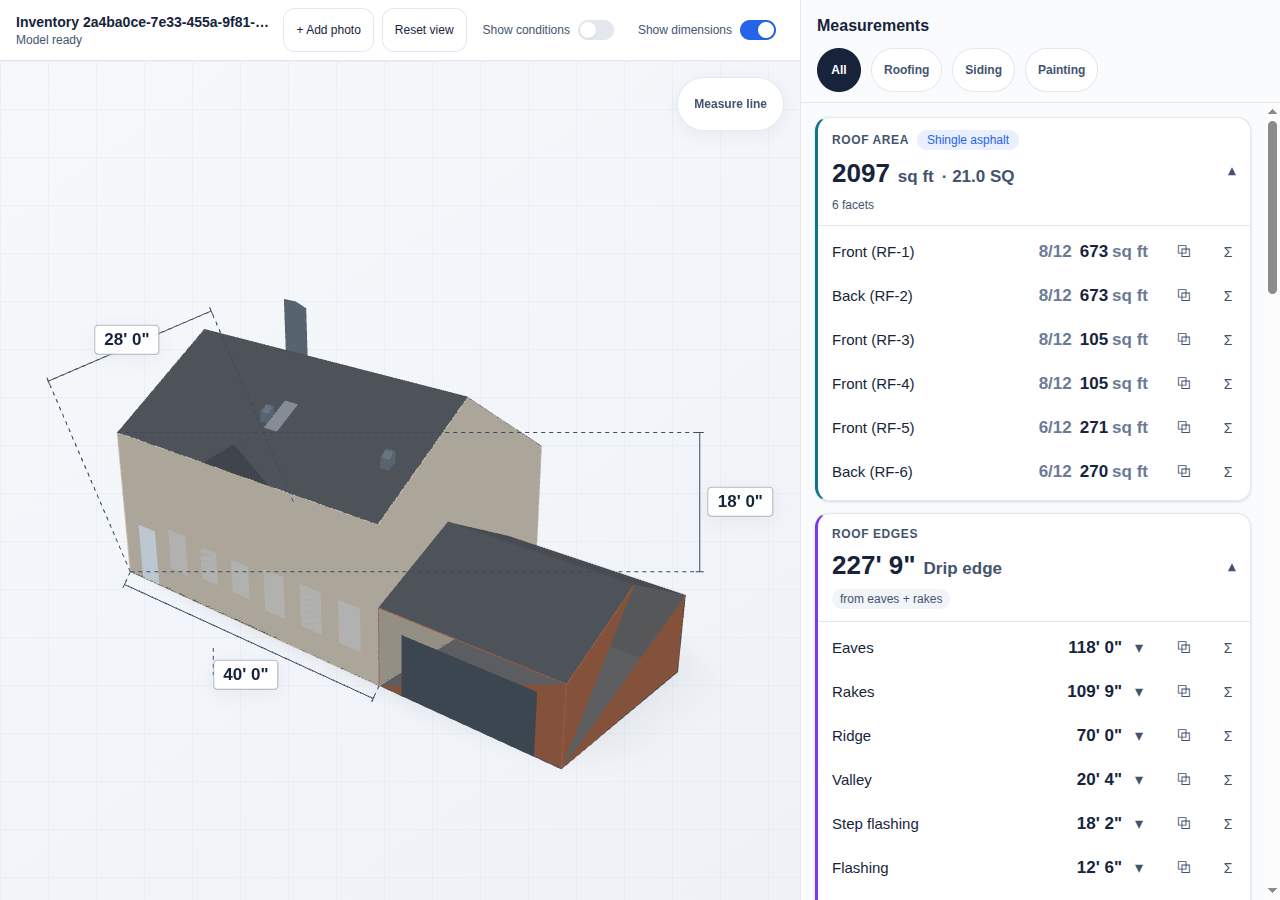 Inventory 2a4ba0ce-7e33-455a-9f81-...
Model ready
+ Add photo
Reset view
Show conditions
Show dimensions
Measure line
28' 0"
18' 0"
40' 0"
Measurements
All
Roofing
Siding
Painting
ROOF AREA Shingle asphalt
2097 sq ft · 21.0 SQ ▲
6 facets
Front (RF-1) 8/12 673 sq ft Σ
Back (RF-2) 8/12 673 sq ft Σ
Front (RF-3) 8/12 105 sq ft Σ
Front (RF-4) 8/12 105 sq ft Σ
Front (RF-5) 6/12 271 sq ft Σ
Back (RF-6) 6/12 270 sq ft Σ
ROOF EDGES
227' 9" Drip edge ▲
from eaves + rakes
Eaves 118' 0" ▼ Σ
Rakes 109' 9" ▼ Σ
Ridge 70' 0" ▼ Σ
Valley 20' 4" ▼ Σ
Step flashing 18' 2" ▼ Σ
Flashing 12' 6" ▼ Σ